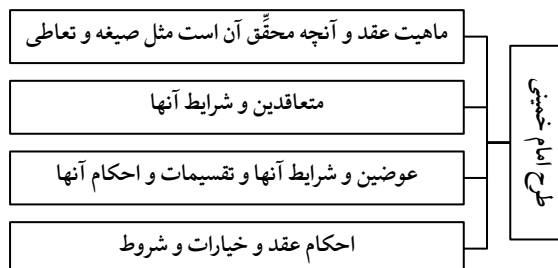 طرح امام خمینی
ماهیت عقد و آنچه محقِّق آن است مثل صیغه و تعاطی
متعاقدین و شرایط آنها
عوضین و شرایط آنها و تقسیمات و احکام آنها
احکام عقد و خیارات و شروط